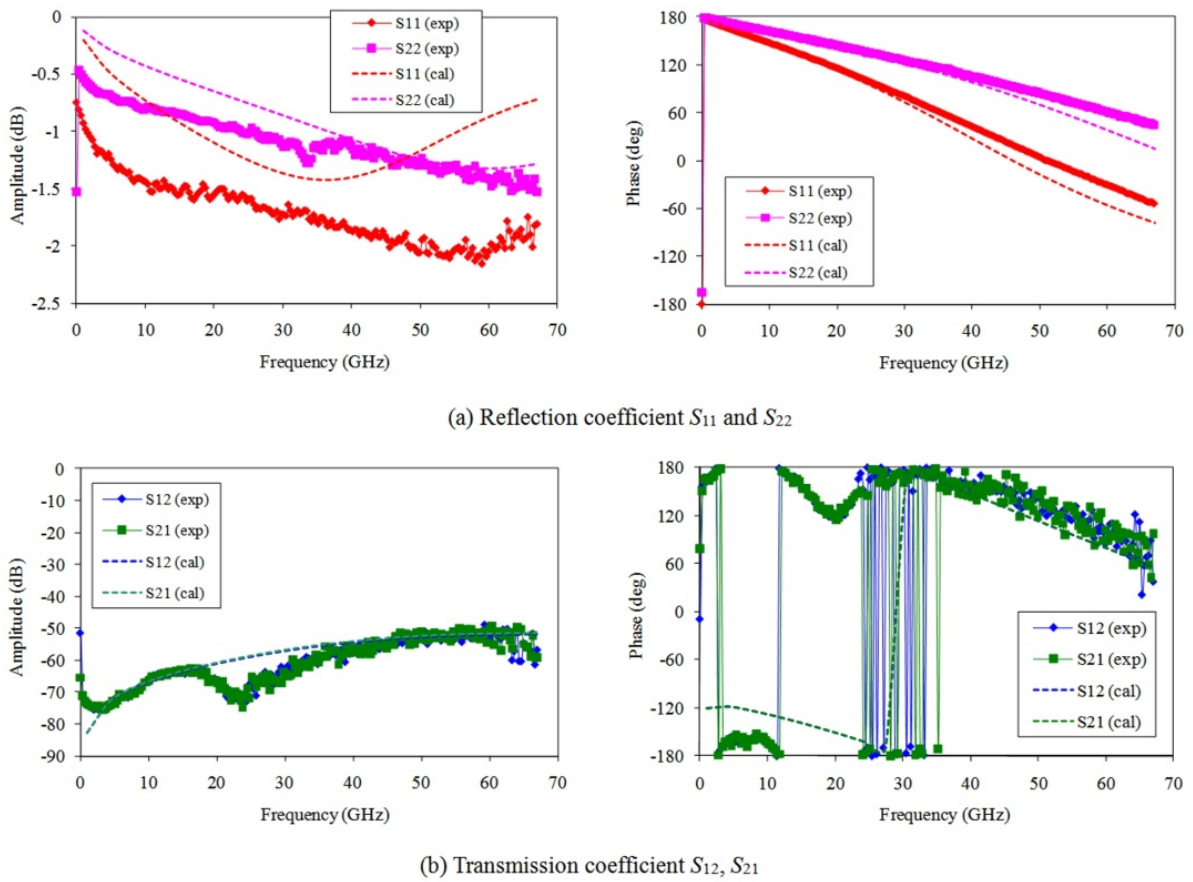 0
-0.5
-1
-1.5
-2
-2.5
Amplitude (dB)
S11 (exp)
S22 (exp)
S11 (cal)
S22 (cal)
0 10 20 30 40 50 60 70
Frequency (GHz)
180
120
60
0
-60
-120
-180
Phase (deg)
S11 (exp)
S22 (exp)
S11 (cal)
S22 (cal)
0 10 20 30 40 50 60 70
Frequency (GHz)
(a) Reflection coefficient S11 and S22
0
-10
-20
-30
-40
-50
-60
-70
-80
-90
Amplitude (dB)
S12 (exp)
S21 (exp)
S12 (cal)
S21 (cal)
0 10 20 30 40 50 60 70
Frequency (GHz)
180
120
60
0
-60
-120
-180
Phase (deg)
S12 (exp)
S21 (exp)
S12 (cal)
S21 (cal)
0 10 20 30 40 50 60 70
Frequency (GHz)
(b) Transmission coefficient S12, S21